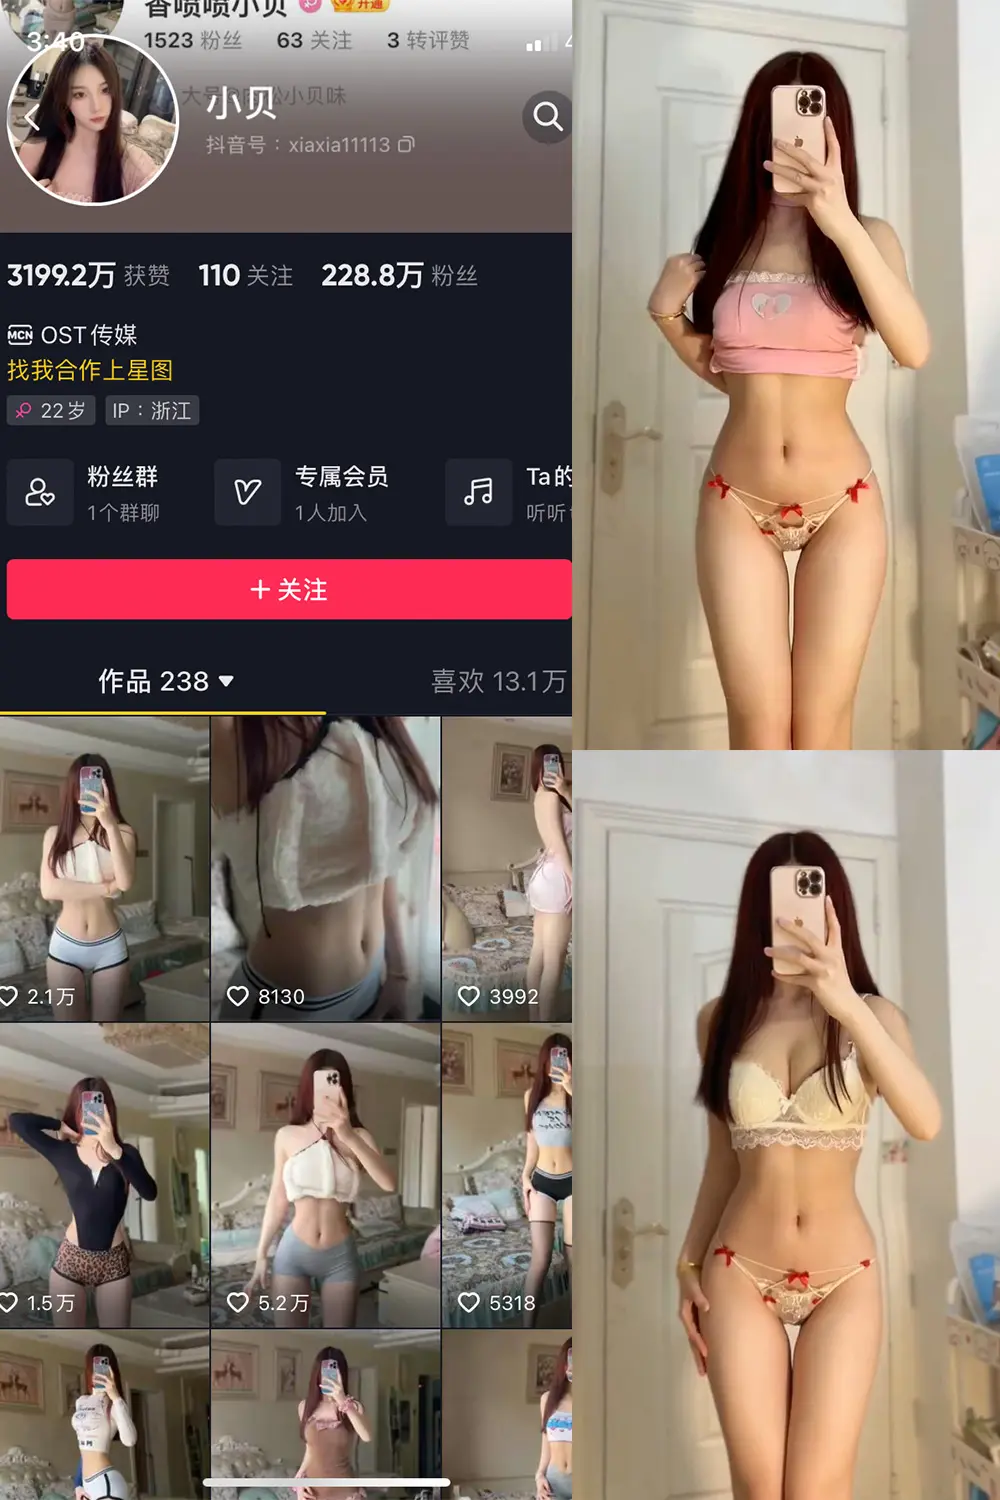 香喷喷小贝 开通
1523 粉丝 63 关注 3 转评赞
3:40
小贝
抖音号：xiaxia11113
3199.2万 获赞 110 关注 228.8万 粉丝
MCN OST传媒
找我合作上星图
22岁 IP：浙江
粉丝群
1个群聊
专属会员
1人加入
Ta的
听听
+ 关注
作品 238 喜欢 13.1万
2.1万 8130 3992
1.5万 5.2万 5318